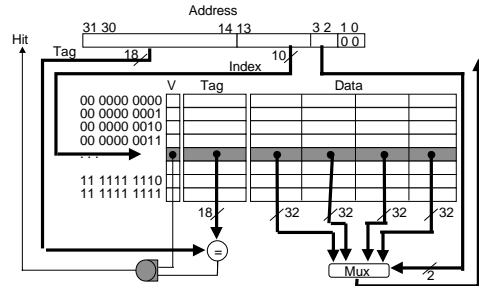 Address
Hit
31 30 14 13 3 2 1 0
0 0
Tag 18 10
Index
V Tag Data
00 0000 0000
00 0000 0001
00 0000 0010
00 0000 0011
. . .
11 1111 1110
11 1111 1111
18 32 32 32 32
=
Mux 2